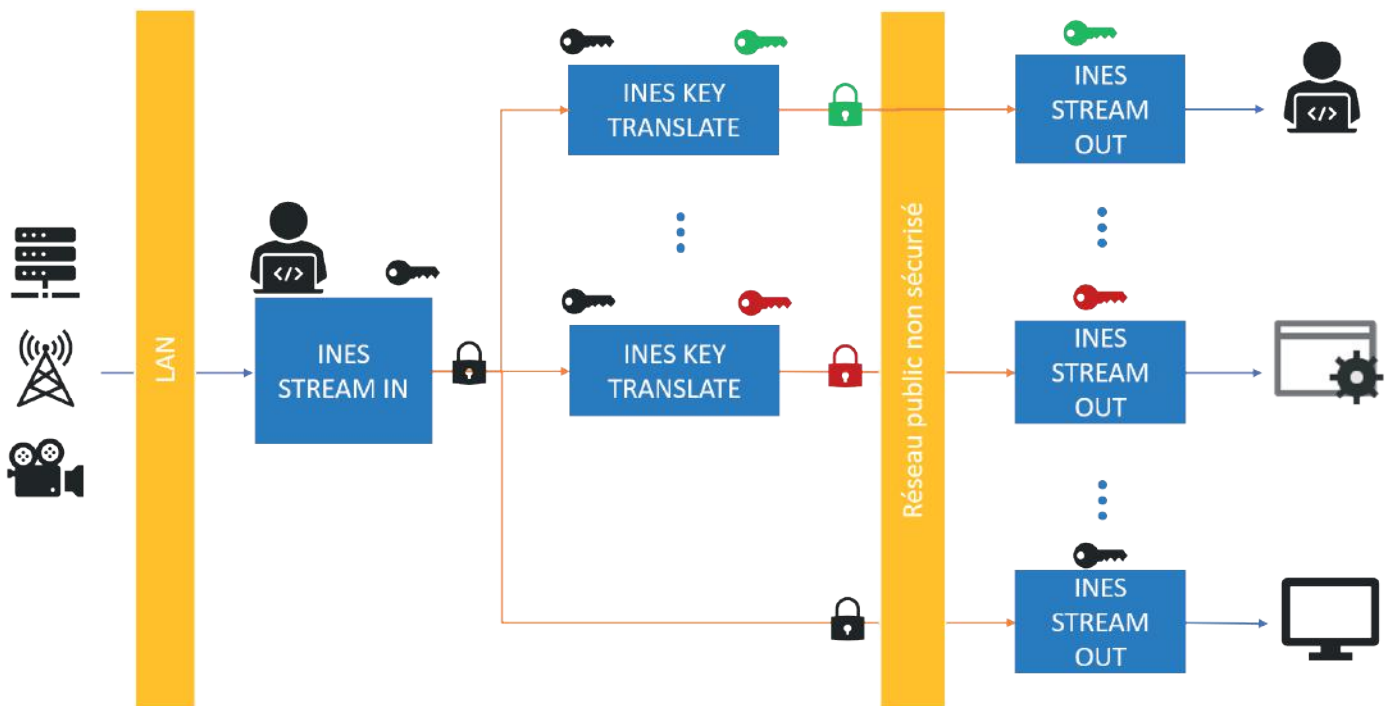 LAN
INES
STREAM IN
INES KEY
TRANSLATE
INES KEY
TRANSLATE
Réseau public non sécurisé
INES
STREAM
OUT
INES
STREAM
OUT
INES
STREAM
OUT
</>
</>